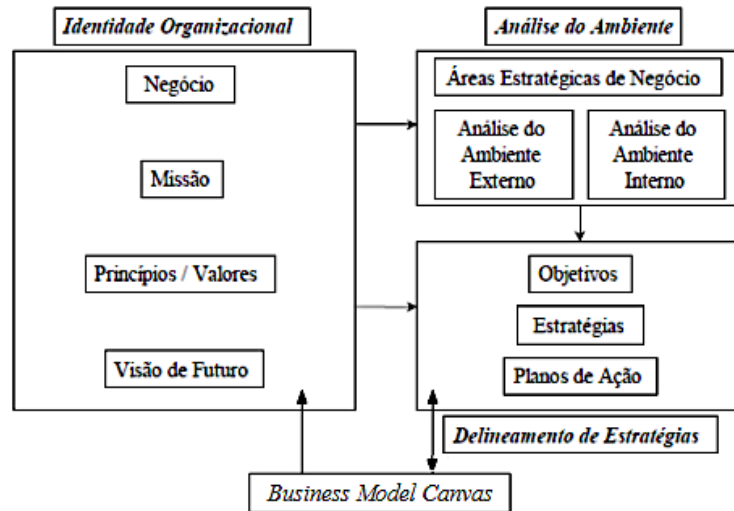 Identidade Organizacional
Negócio
Missão
Princípios / Valores
Visão de Futuro
Análise do Ambiente
Áreas Estratégicas de Negócio
Análise do
Ambiente
Externo
Análise do
Ambiente
Interno
Objetivos
Estratégias
Planos de Ação
Delineamento de Estratégias
Business Model Canvas